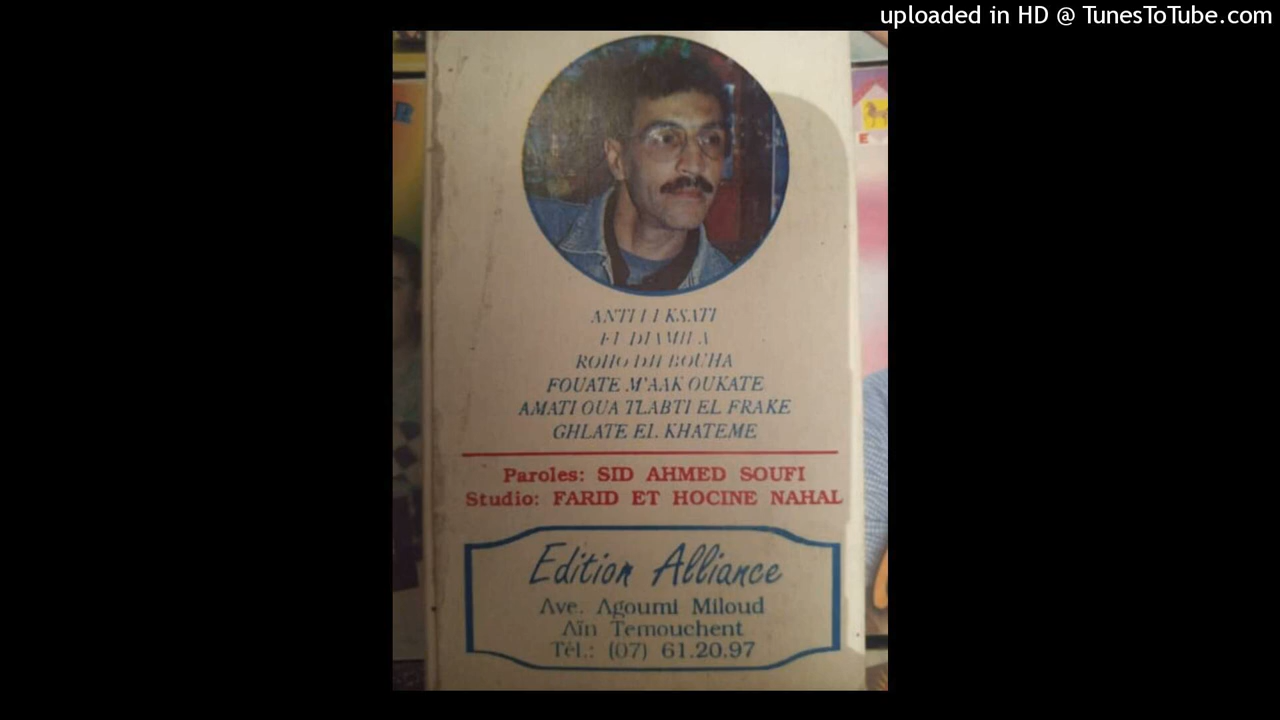 uploaded in HD @ TunesToTube.com
ANTI LI KSATI
EL DJAMILA
ROHO DII ROUHA
FOUATE M'AAK OUKATE
AMATI OUA TLABTI EL FRAKE
GHLATE EL KHATEME
Paroles: SID AHMED SOUFI
Studio: FARID ET HOCINE NAHAL
Edition Alliance
Ave. Agoumi Miloud
Aïn Temouchent
Tèl.: (07) 61.20.97